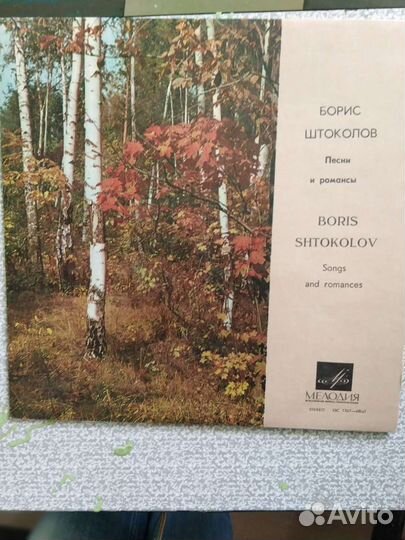 БОРИС
ШТОКОЛОВ
Песни
и романсы
BORIS
SHTOKOLOV
Songs
and romances
МЕЛОДИЯ
Avito